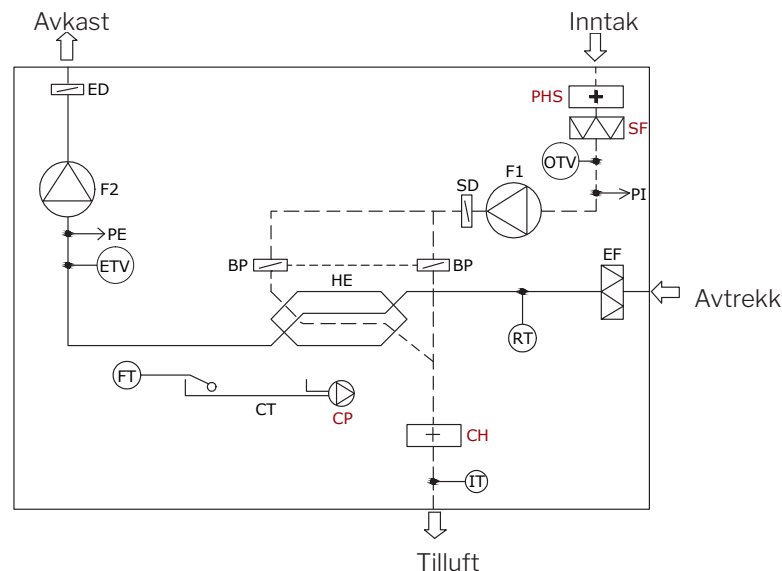 Avkast
Inntak
ED
PHS
SF
OTV
F1
F2
SD
PI
PE
ETV
BP
BP
EF
HE
Avtrekk
RT
FT
CT
CP
CH
IT
Tilluft